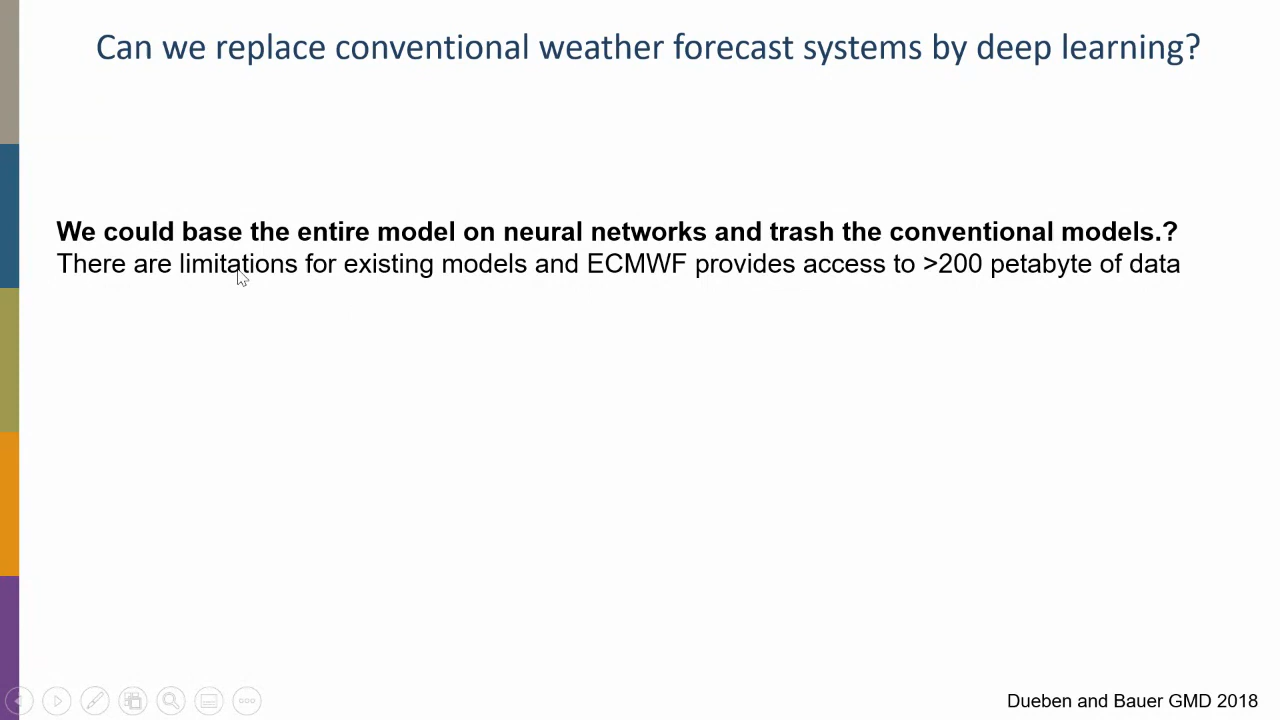 Can we replace conventional weather forecast systems by deep learning?
We could base the entire model on neural networks and trash the conventional models.?
There are limitations for existing models and ECMWF provides access to >200 petabyte of data
Dueben and Bauer GMD 2018